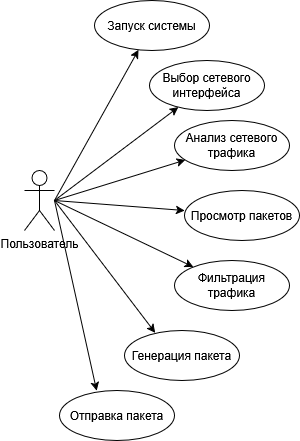 Запуск системы
Выбор сетевого
интерфейса
Анализ сетевого
трафика
Просмотр пакетов
Пользователь
Фильтрация
трафика
Генерация пакета
Отправка пакета